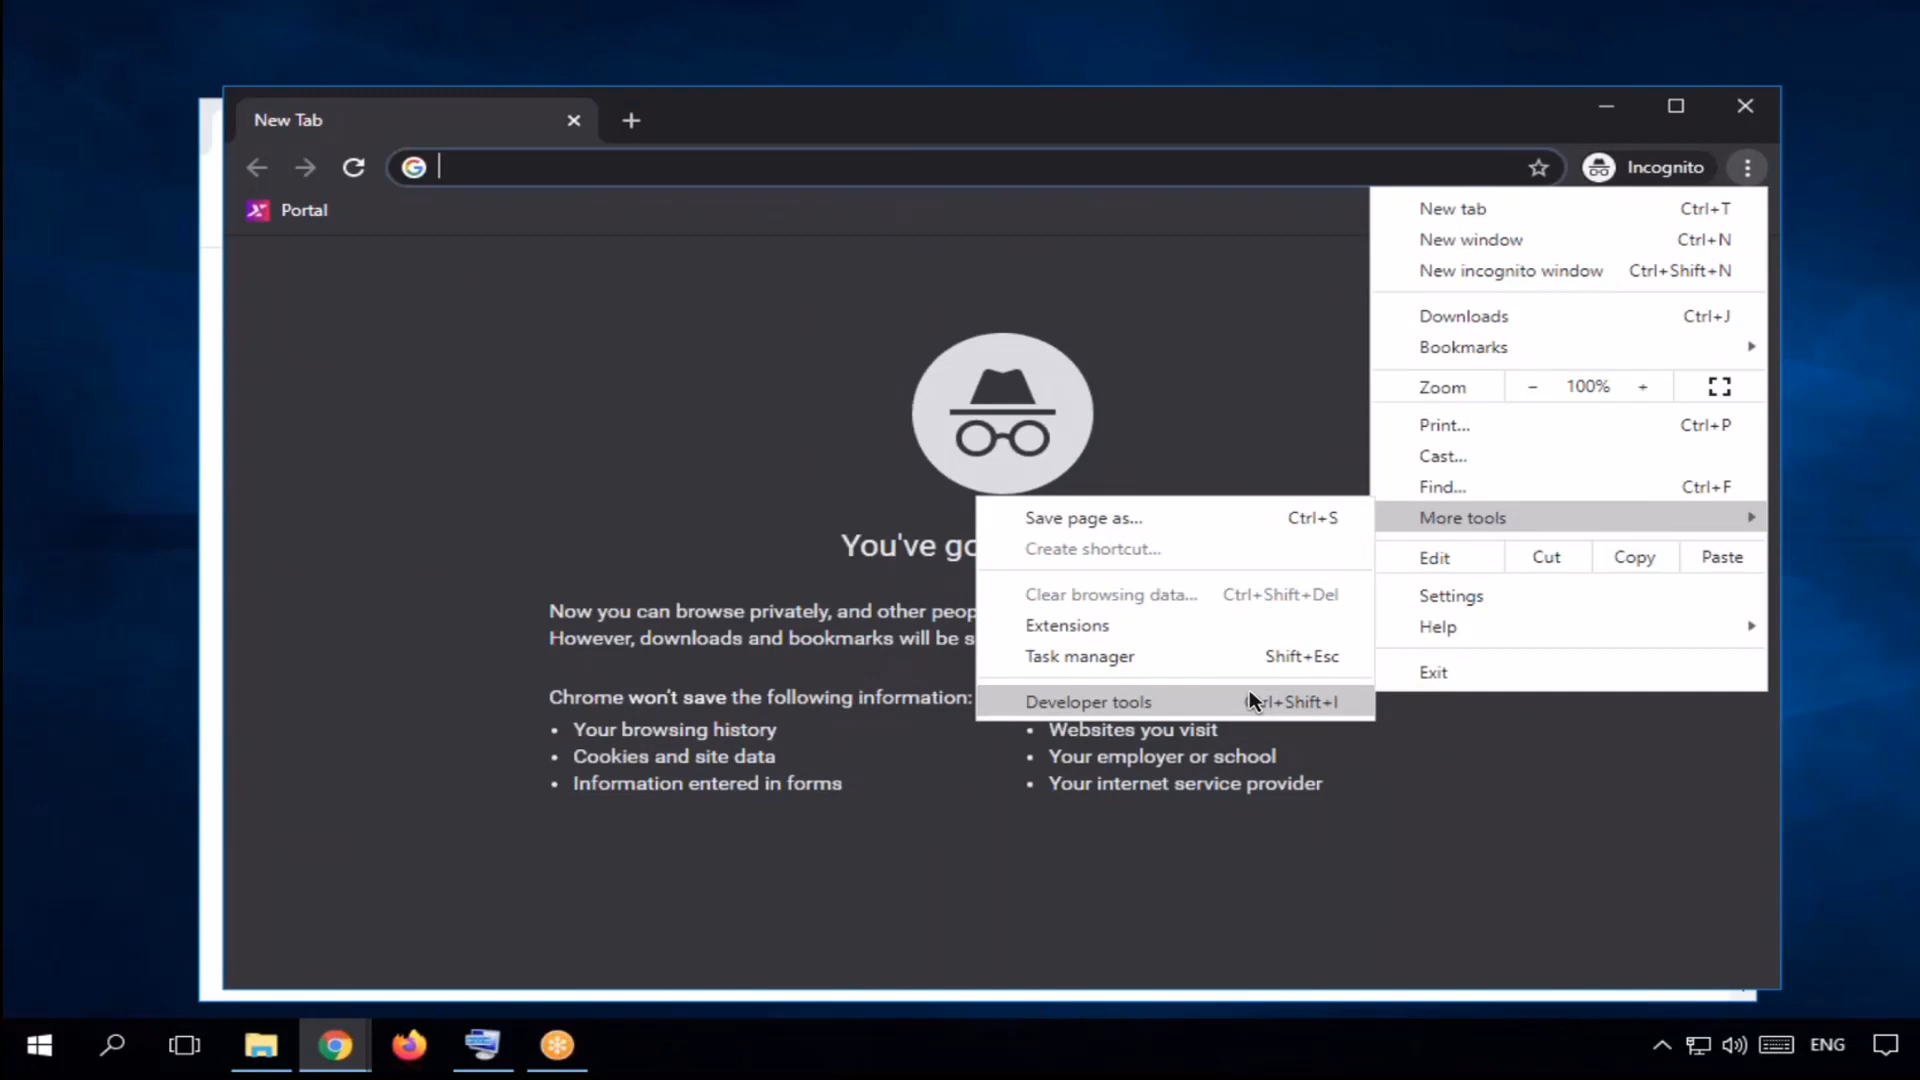 New Tab
Incognito
Portal
New tab Ctrl+T
New window Ctrl+N
New incognito window Ctrl+Shift+N
Downloads Ctrl+J
Bookmarks
Zoom - 100% +
Print... Ctrl+P
Cast...
Find... Ctrl+F
More tools
Edit Cut Copy Paste
Settings
Help
Exit
Save page as... Ctrl+S
Create shortcut...
Clear browsing data... Ctrl+Shift+Del
Extensions
Task manager Shift+Esc
Developer tools Ctrl+Shift+I
You've go
Now you can browse privately, and other peop
However, downloads and bookmarks will be s
Chrome won't save the following information:
• Your browsing history
• Cookies and site data
• Information entered in forms
• Websites you visit
• Your employer or school
• Your internet service provider
ENG